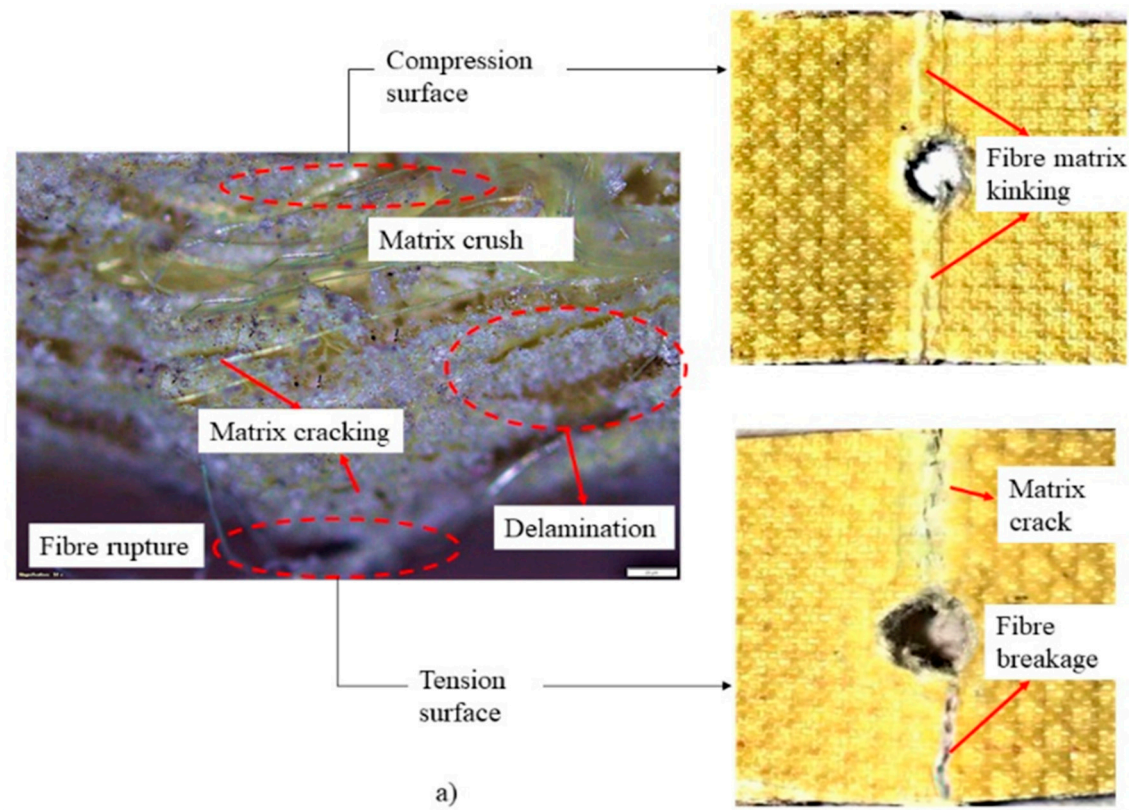 Compression
surface
Fibre matrix
kinking
Matrix crush
Matrix cracking
Delamination
Fibre rupture
Matrix
crack
Fibre
breakage
Tension
surface
a)